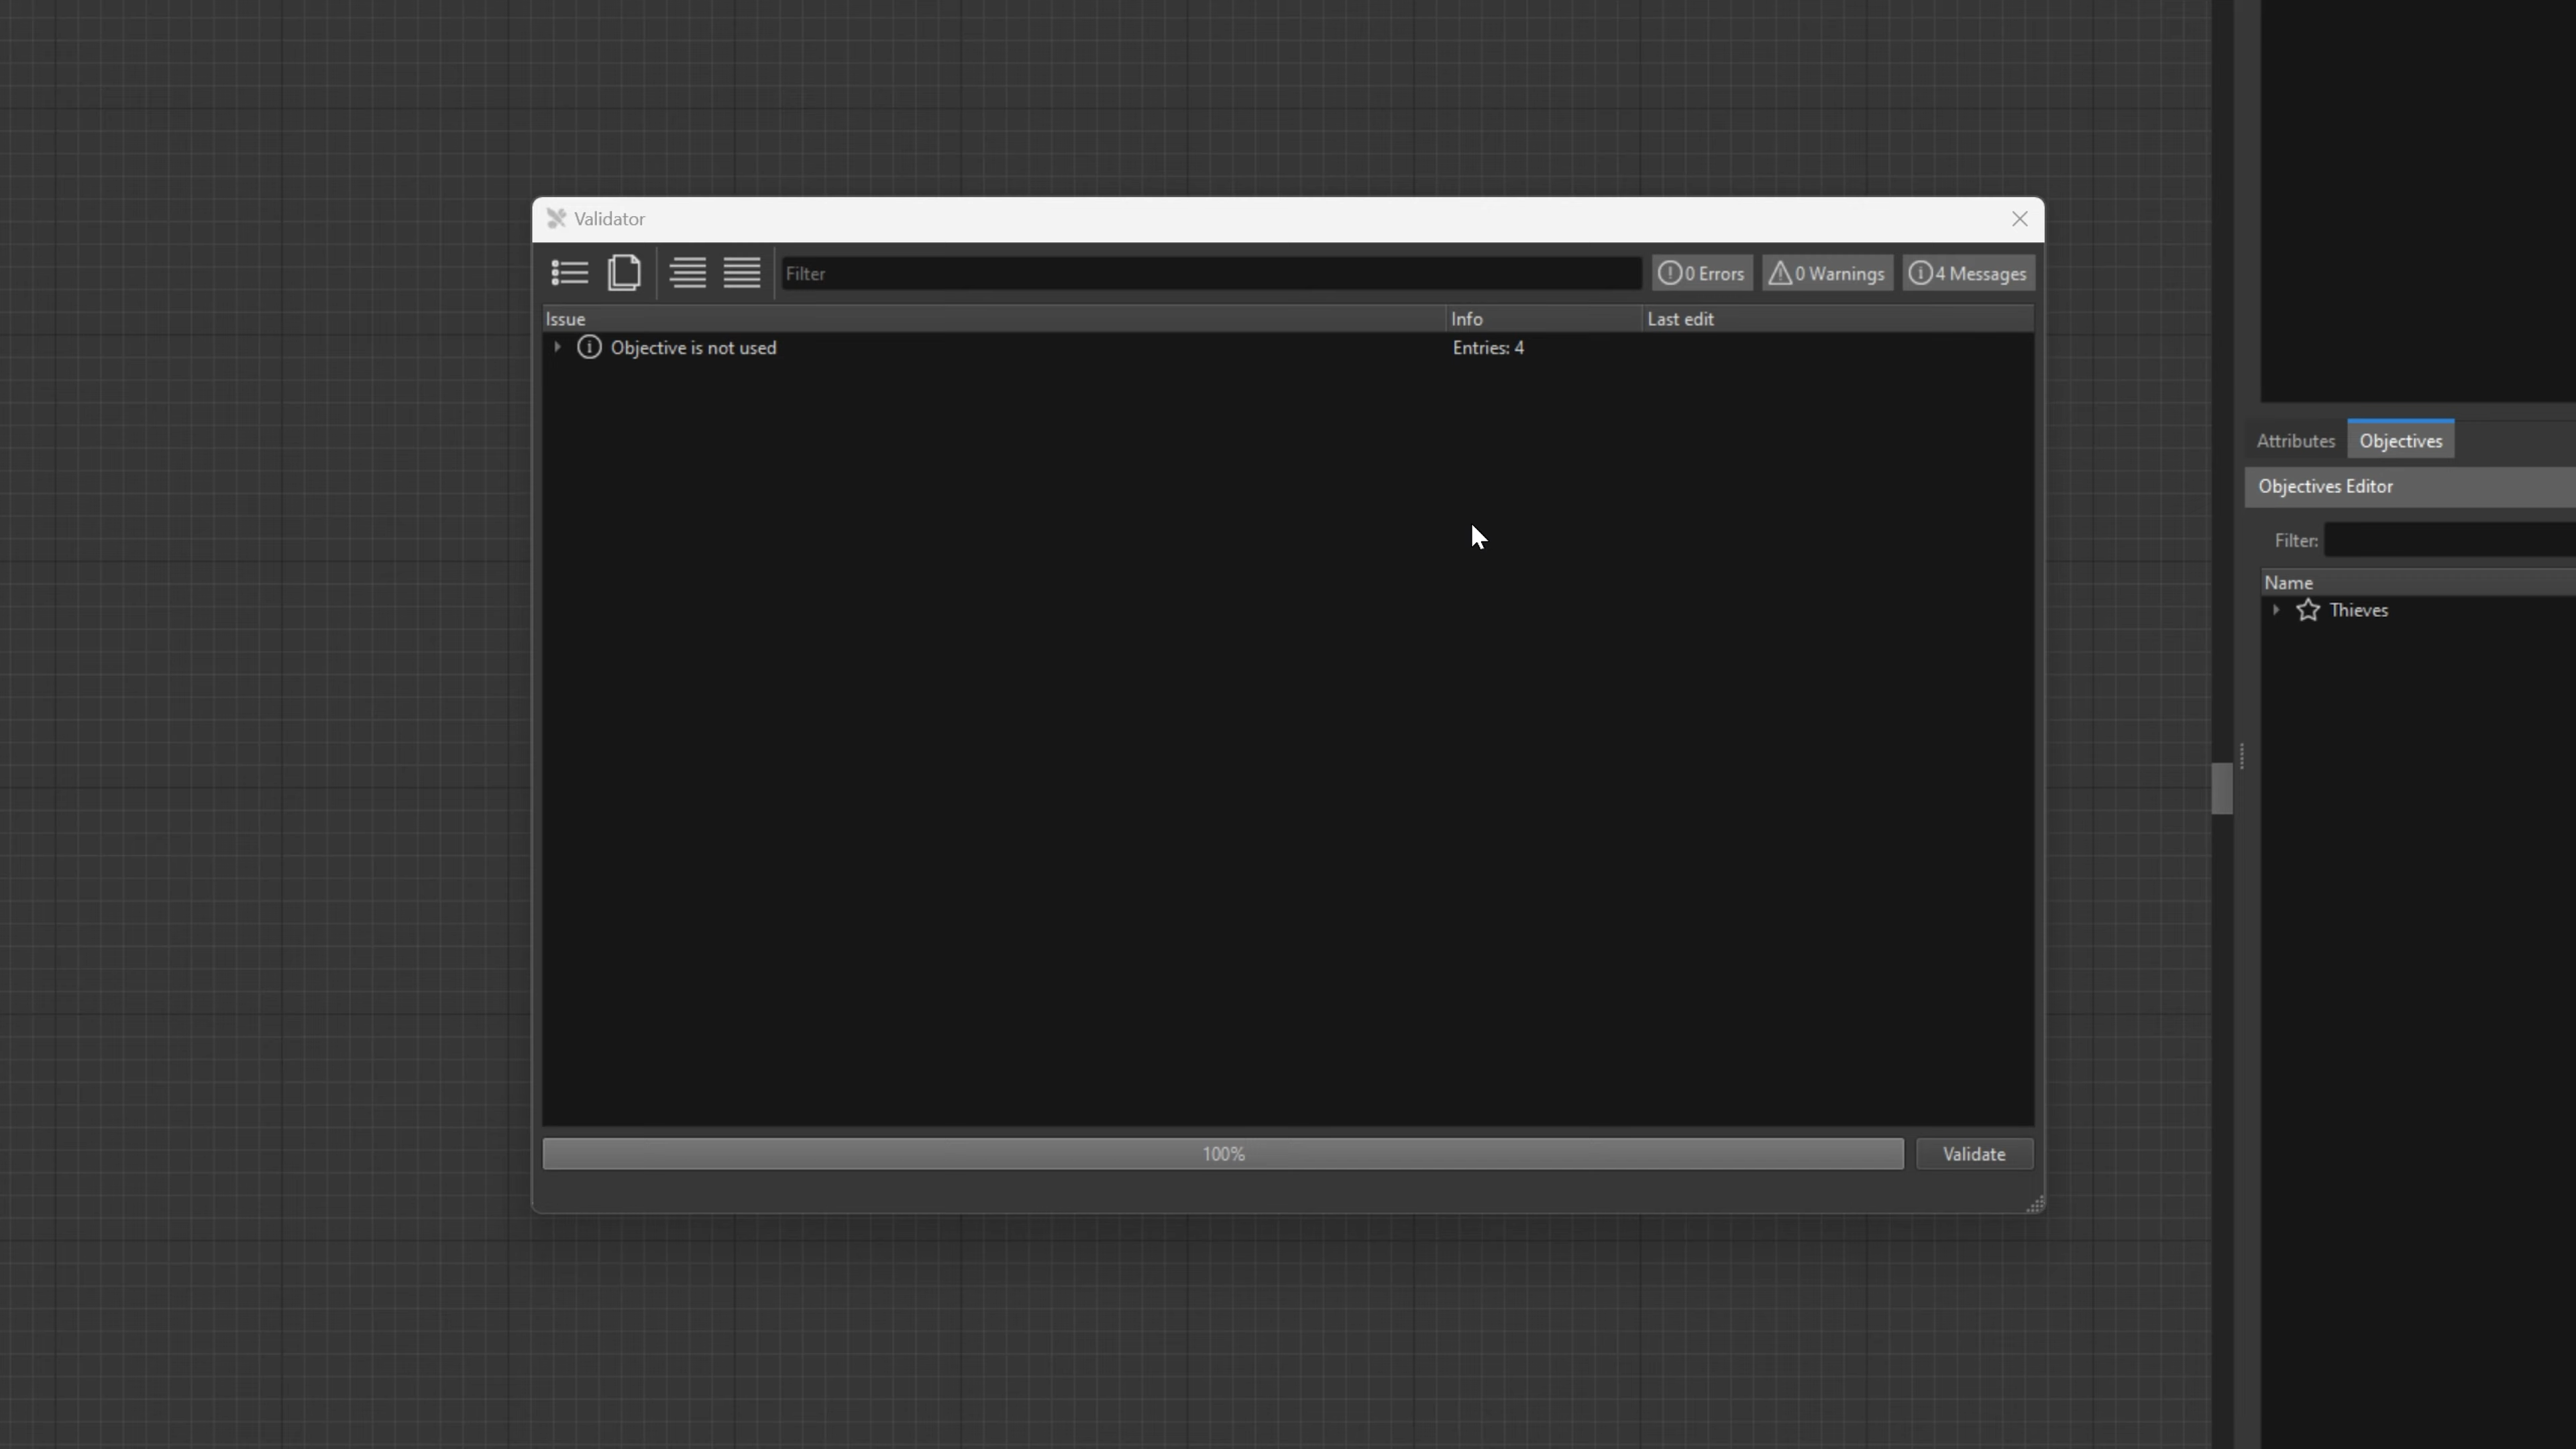 Validator
Filter
0 Errors
0 Warnings
4 Messages
Issue
Info
Last edit
Objective is not used
Entries: 4
100%
Validate
Attributes
Objectives
Objectives Editor
Filter:
Name
Thieves